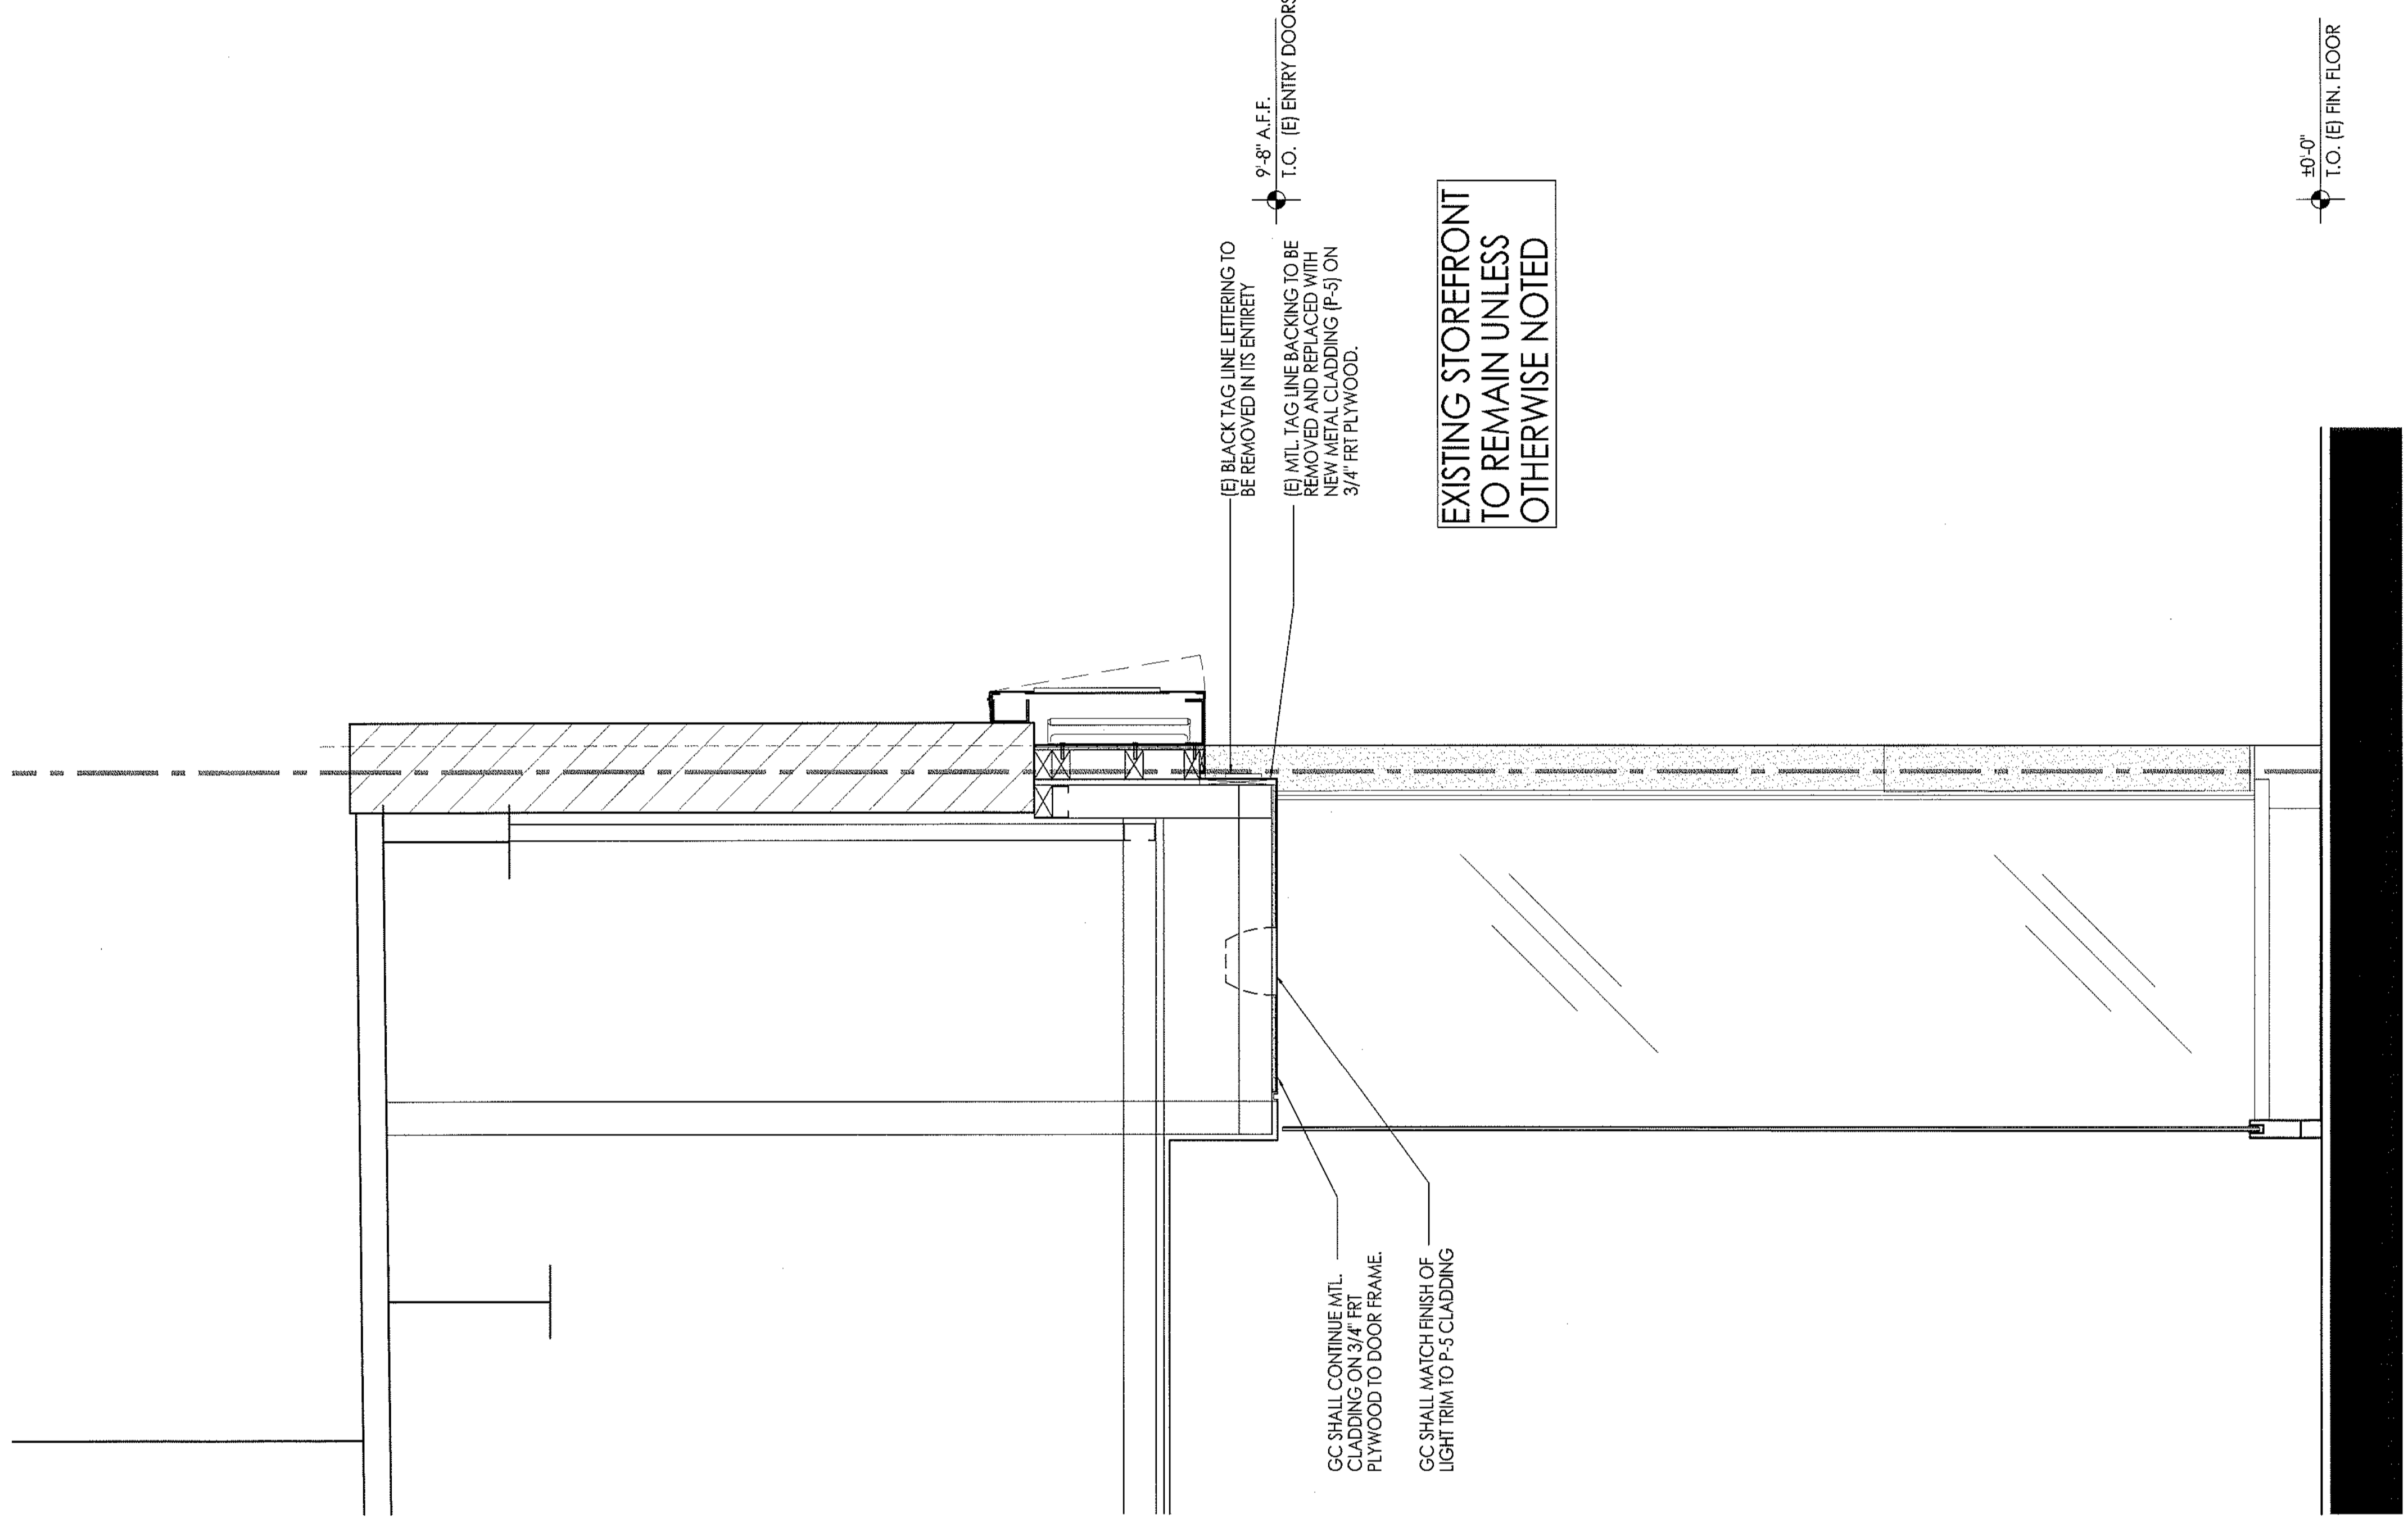 9'-8" A.F.F.
T.O. (E) ENTRY DOORS
(E) BLACK TAG LINE LETTERING TO
BE REMOVED IN ITS ENTIRETY
(E) MTL. TAG LINE BACKING TO BE
REMOVED AND REPLACED WITH
NEW METAL CLADDING (P-5) ON
3/4" FRT PLYWOOD.
EXISTING STOREFRONT
TO REMAIN UNLESS
OTHERWISE NOTED
±0'-0"
T.O. (E) FIN. FLOOR
GC SHALL CONTINUE MTL.
CLADDING ON 3/4" FRT
PLYWOOD TO DOOR FRAME.
GC SHALL MATCH FINISH OF
LIGHT TRIM TO P-5 CLADDING